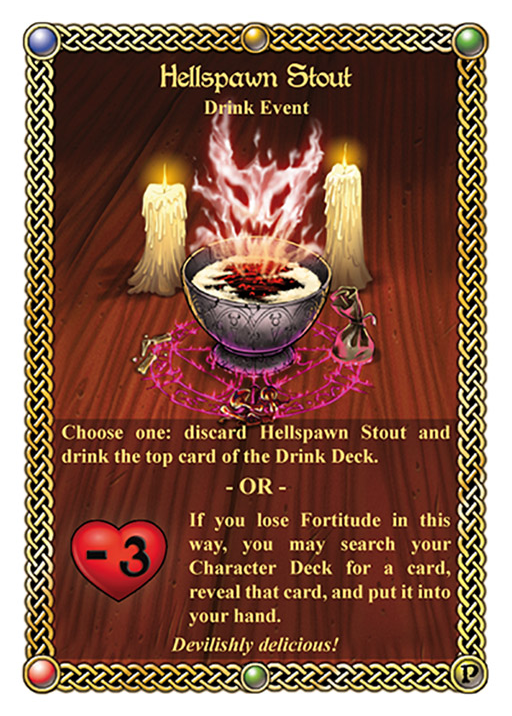 Hellspawn Stout
Drink Event
Choose one: discard Hellspawn Stout and
drink the top card of the Drink Deck.
- OR -
- 3
If you lose Fortitude in this
way, you may search your
Character Deck for a card,
reveal that card, and put it into
your hand.
Devilishly delicious!
P